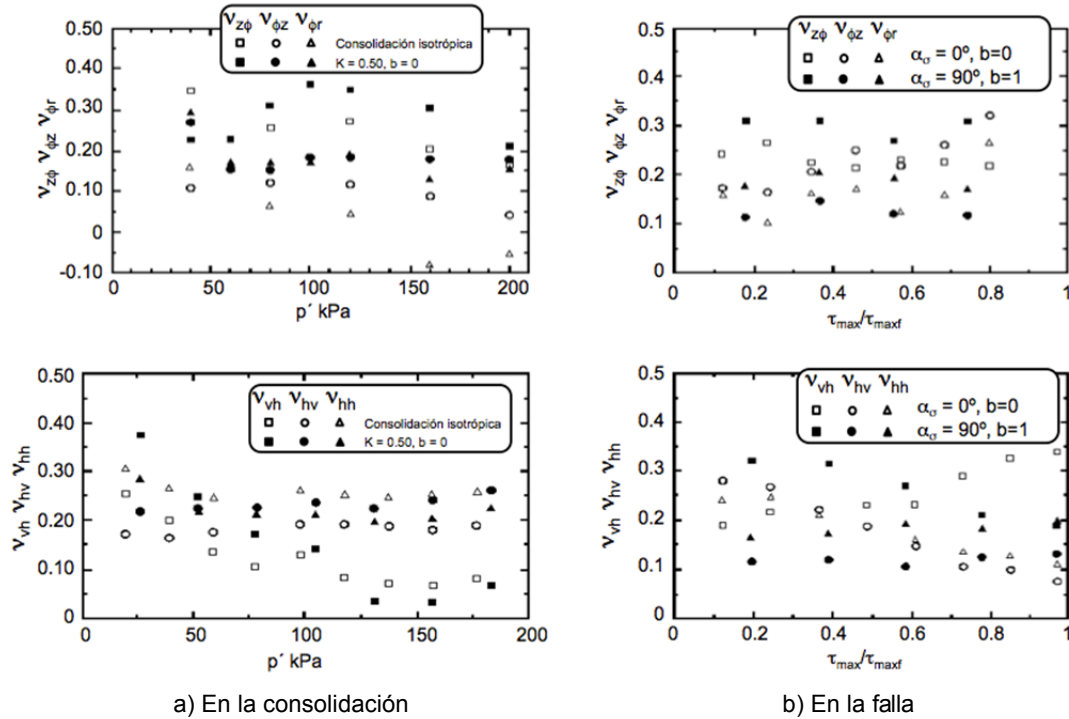 ν_zφ ν_φz ν_φr
Consolidación isotrópica
K = 0.50, b = 0
0.50
0.40
0.30
0.20
0.10
0
-0.10
ν_zφ ν_φz ν_φr
0 50 100 150 200
p´ kPa
ν_zφ ν_φz ν_φr
α_σ = 0º, b=0
α_σ = 90º, b=1
0.5
0.4
0.3
0.2
0.1
0
ν_zφ ν_φz ν_φr
0 0.2 0.4 0.6 0.8 1
τ_max/τ_maxf
ν_vh ν_hv ν_hh
Consolidación isotrópica
K = 0.50, b = 0
0.50
0.40
0.30
0.20
0.10
0
ν_vh ν_hv ν_hh
0 50 100 150 200
p´ kPa
ν_vh ν_hv ν_hh
α_σ = 0º, b=0
α_σ = 90º, b=1
0.5
0.4
0.3
0.2
0.1
0
ν_vh ν_hv ν_hh
0 0.2 0.4 0.6 0.8 1
τ_max/τ_maxf
a) En la consolidación
b) En la falla